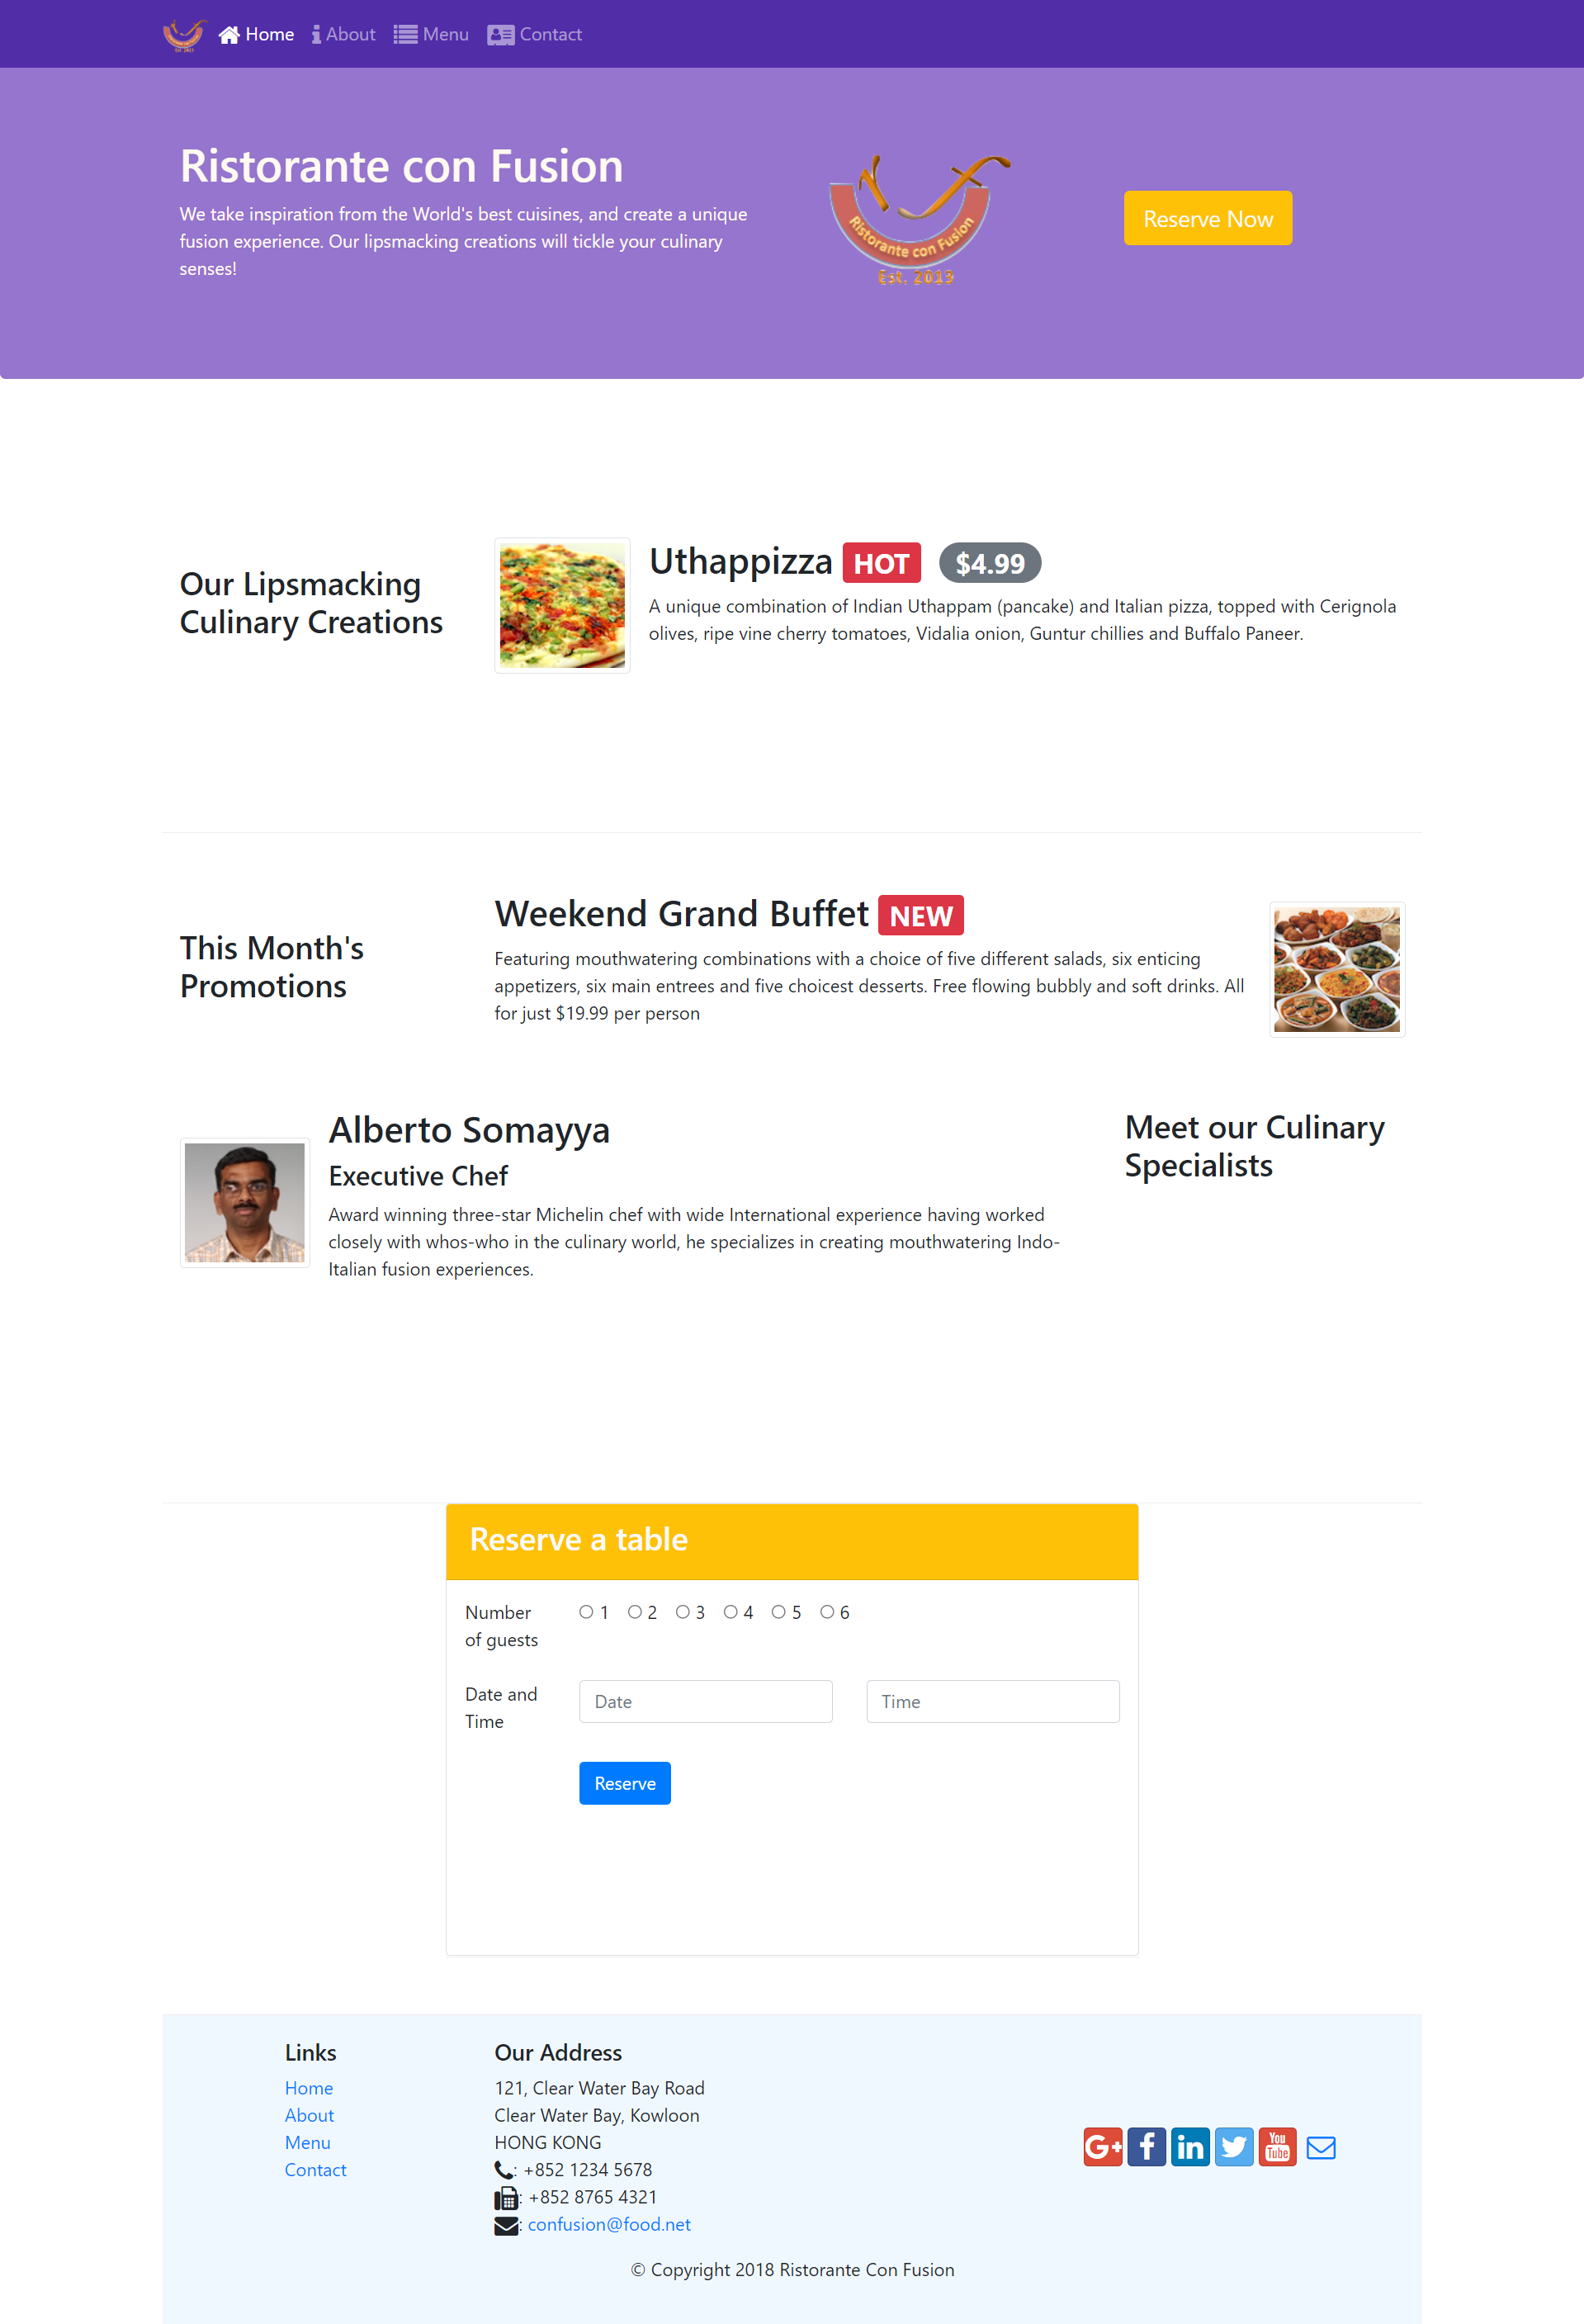 Home About Menu Contact
Ristorante con Fusion
We take inspiration from the World's best cuisines, and create a unique
fusion experience. Our lipsmacking creations will tickle your culinary
senses!
Ristorante con Fusion
Est. 2013
Reserve Now
Our Lipsmacking
Culinary Creations
Uthappizza HOT $4.99
A unique combination of Indian Uthappam (pancake) and Italian pizza, topped with Cerignola
olives, ripe vine cherry tomatoes, Vidalia onion, Guntur chillies and Buffalo Paneer.
This Month's
Promotions
Weekend Grand Buffet NEW
Featuring mouthwatering combinations with a choice of five different salads, six enticing
appetizers, six main entrees and five choicest desserts. Free flowing bubbly and soft drinks. All
for just $19.99 per person
Alberto Somayya
Executive Chef
Award winning three-star Michelin chef with wide International experience having worked
closely with whos-who in the culinary world, he specializes in creating mouthwatering Indo-
Italian fusion experiences.
Meet our Culinary
Specialists
Reserve a table
Number
of guests
1 2 3 4 5 6
Date and
Time
Date
Time
Reserve
Links
Home
About
Menu
Contact
Our Address
121, Clear Water Bay Road
Clear Water Bay, Kowloon
HONG KONG
: +852 1234 5678
: +852 8765 4321
: confusion@food.net
G+ f in You Tube
© Copyright 2018 Ristorante Con Fusion